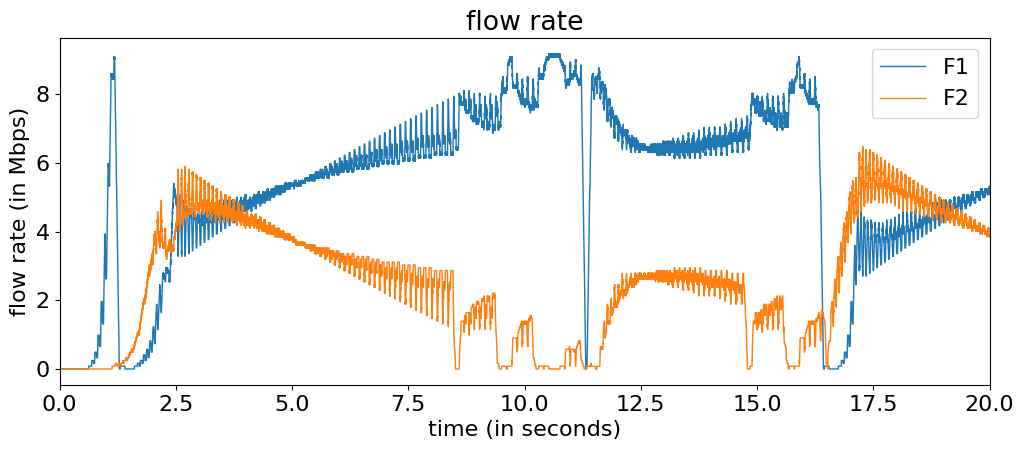 flow rate
flow rate (in Mbps)
8
6
4
2
0
F1
F2
0.0 2.5 5.0 7.5 10.0 12.5 15.0 17.5 20.0
time (in seconds)